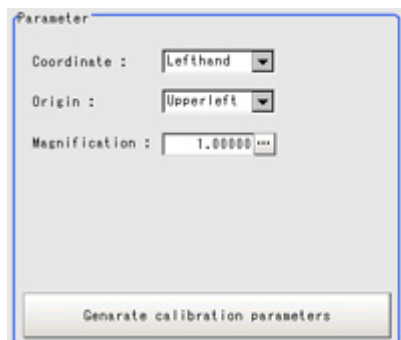 Parameter
Coordinate : Lefthand
Origin : Upperleft
Magnification : 1.00000 ...
Genarate calibration parameters